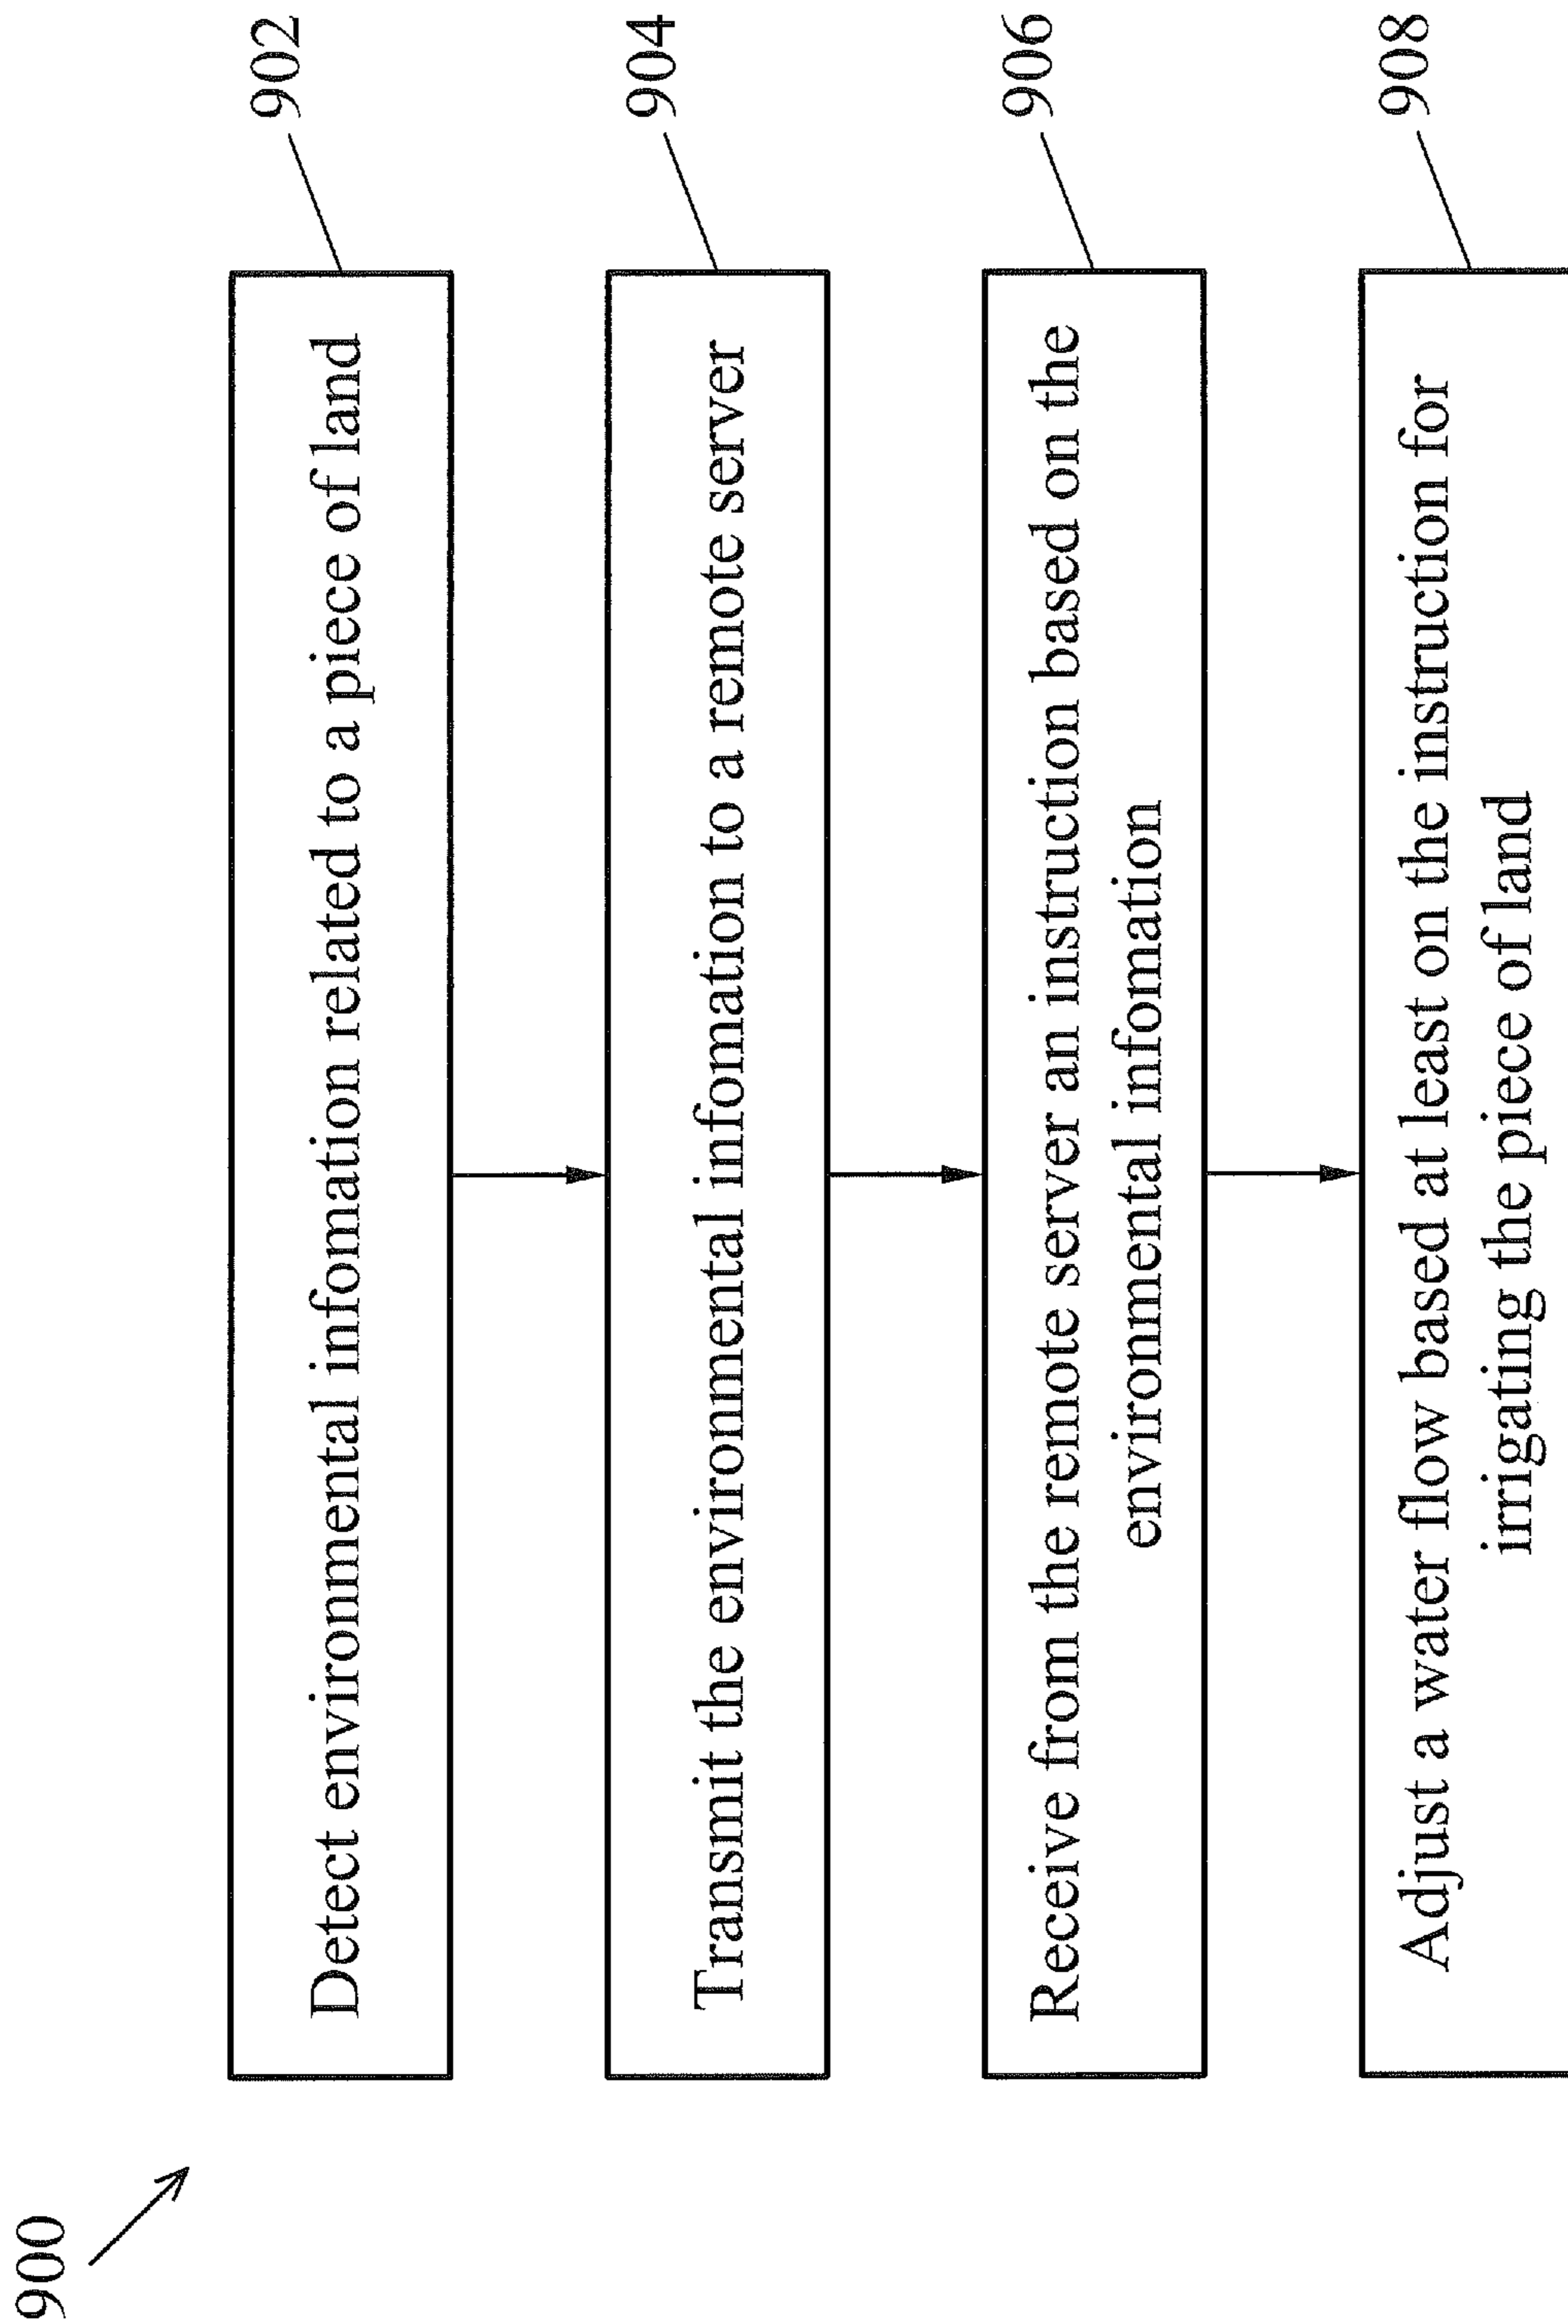 900
Detect environmental infomation related to a piece of land
902
Transmit the environmental infomation to a remote server
904
Receive from the remote server an instruction based on the
environmental infomation
906
Adjust a water flow based at least on the instruction for
irrigating the piece of land
908